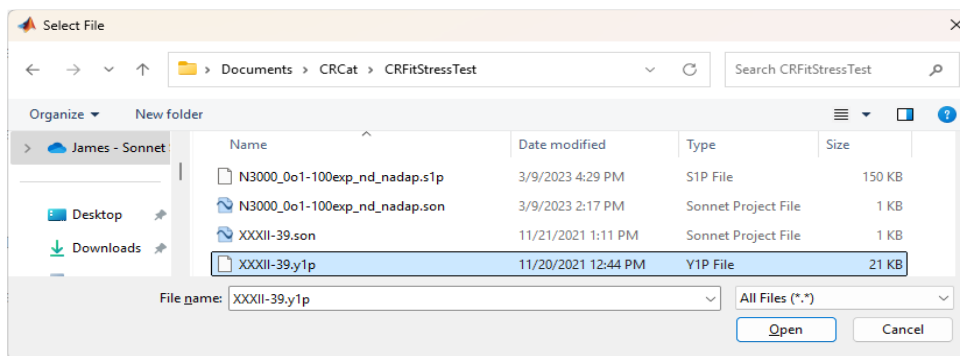 Select File
Documents > CRCat > CRFitStressTest
Search CRFitStressTest
Organize
New folder
?
James - Sonnet
Name Date modified Type Size
N3000_0o1-100exp_nd_nadap.s1p 3/9/2023 4:29 PM S1P File 150 KB
N3000_0o1-100exp_nd_nadap.son 3/9/2023 2:17 PM Sonnet Project File 1 KB
Desktop
XXXII-39.son 11/21/2021 1:11 PM Sonnet Project File 1 KB
Downloads
XXXII-39.y1p 11/20/2021 12:44 PM Y1P File 21 KB
File name: XXXII-39.y1p
All Files (*.*)
Open Cancel